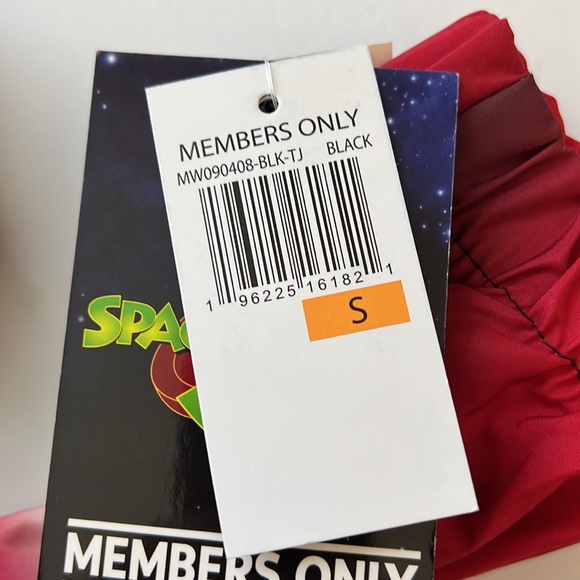 MEMBERS ONLY
MW090408-BLK-TJ BLACK
1 96225 16182 1
S
SPAC
MEMBERS ONLY